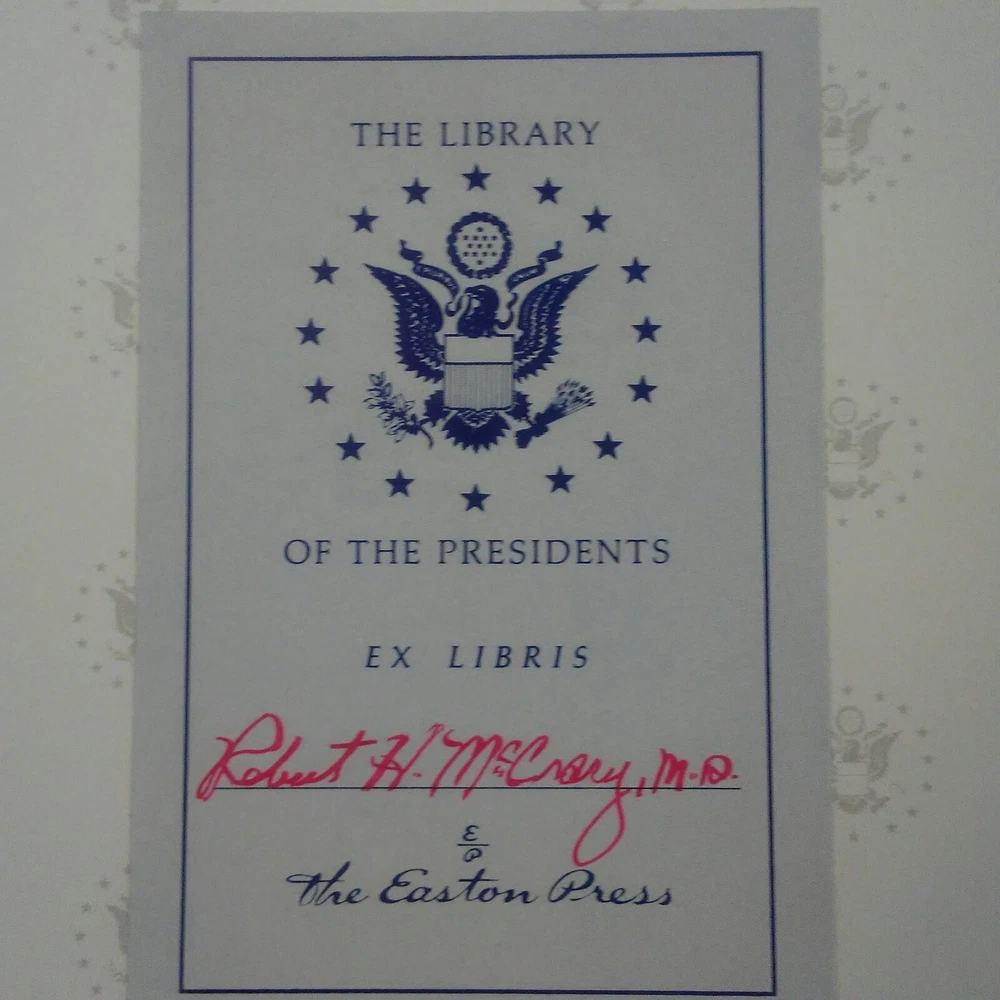 THE LIBRARY
OF THE PRESIDENTS
EX LIBRIS
Robert H. McCrary, M.D.
E
P
The Easton Press